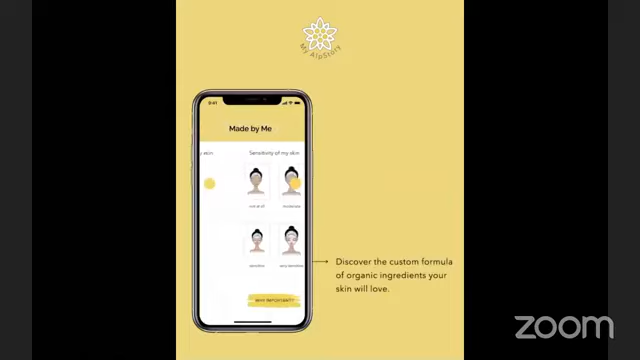 My AlpStory
9:41
Made by Me
y skin
Sensitivity of my skin
not at all
moderately
sensitive
very sensitive
Discover the custom formula
of organic ingredients your
skin will love.
zoom